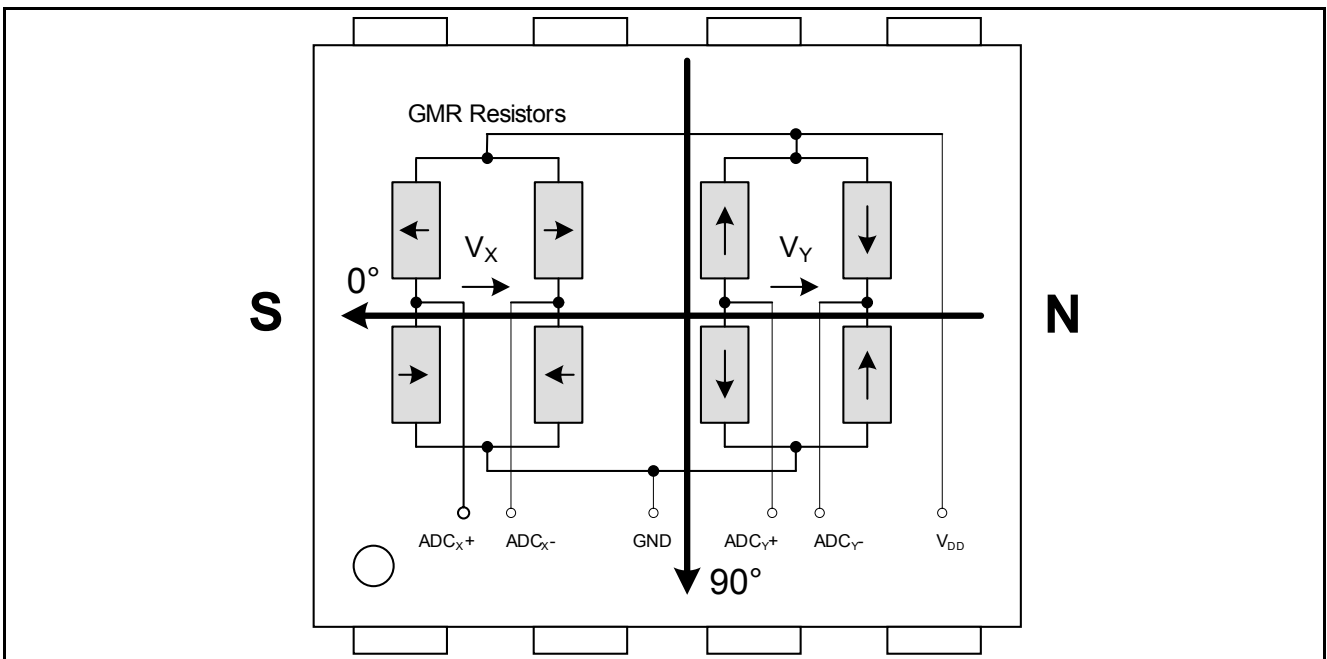 GMR Resistors
V_X
V_Y
0°
S
N
ADC_X+ ADC_X- GND ADC_Y+ ADC_Y- V_DD
90°